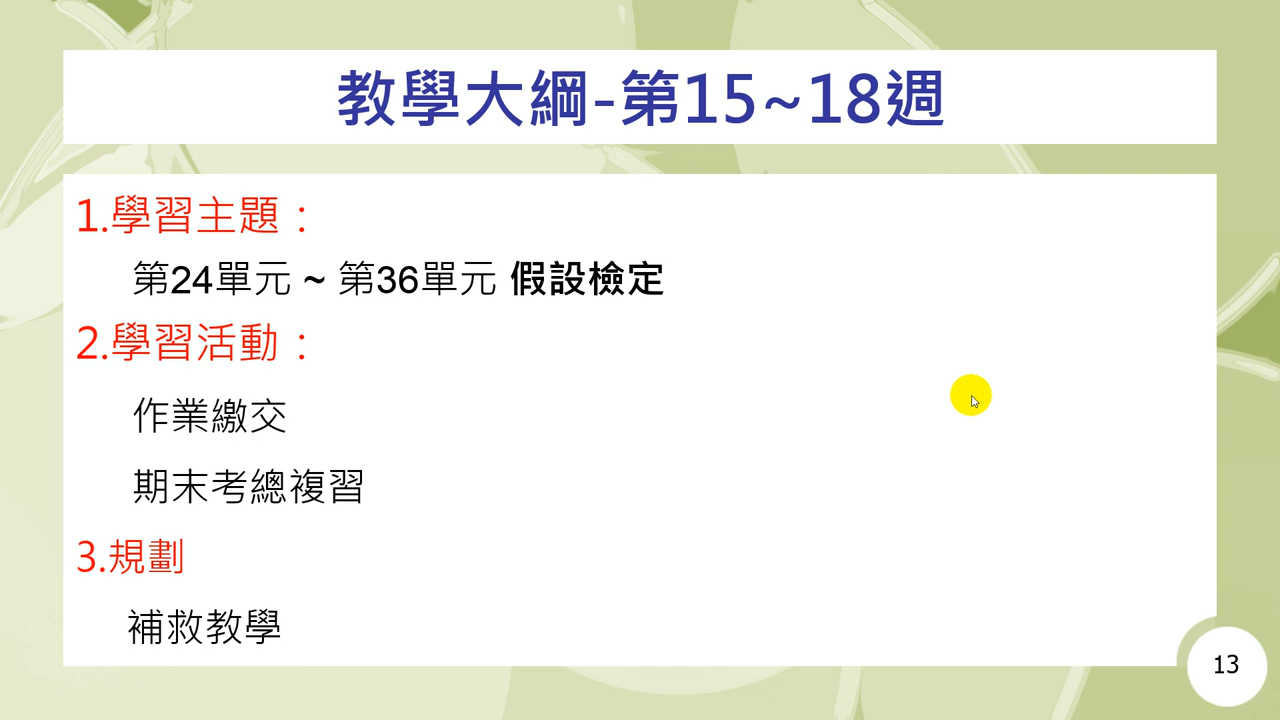 教學大綱-第15~18週
1.學習主題：
第24單元 ~ 第36單元 假設檢定
2.學習活動：
作業繳交
期末考總複習
3.規劃
補救教學
13